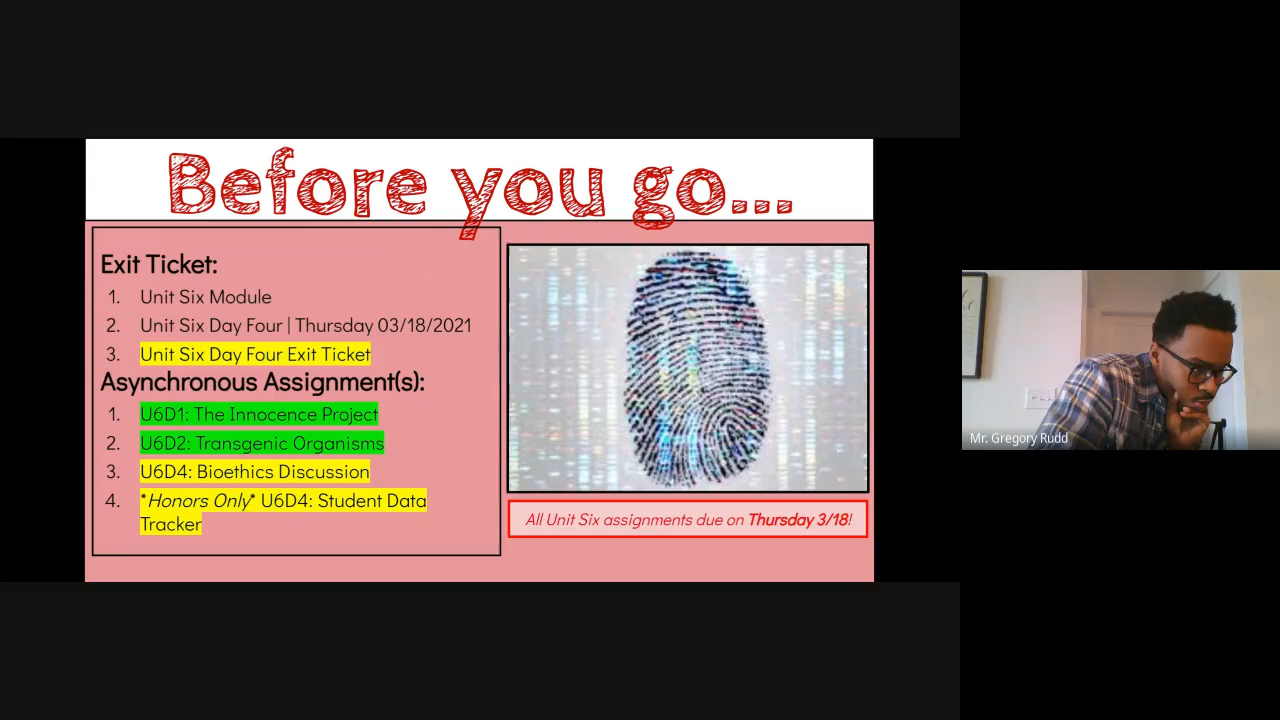 Before you go...
Exit Ticket:
1. Unit Six Module
2. Unit Six Day Four | Thursday 03/18/2021
3. Unit Six Day Four Exit Ticket
Asynchronous Assignment(s):
1. U6D1: The Innocence Project
2. U6D2: Transgenic Organisms
3. U6D4: Bioethics Discussion
4. *Honors Only* U6D4: Student Data
Tracker
All Unit Six assignments due on Thursday 3/18!
Mr. Gregory Rudd